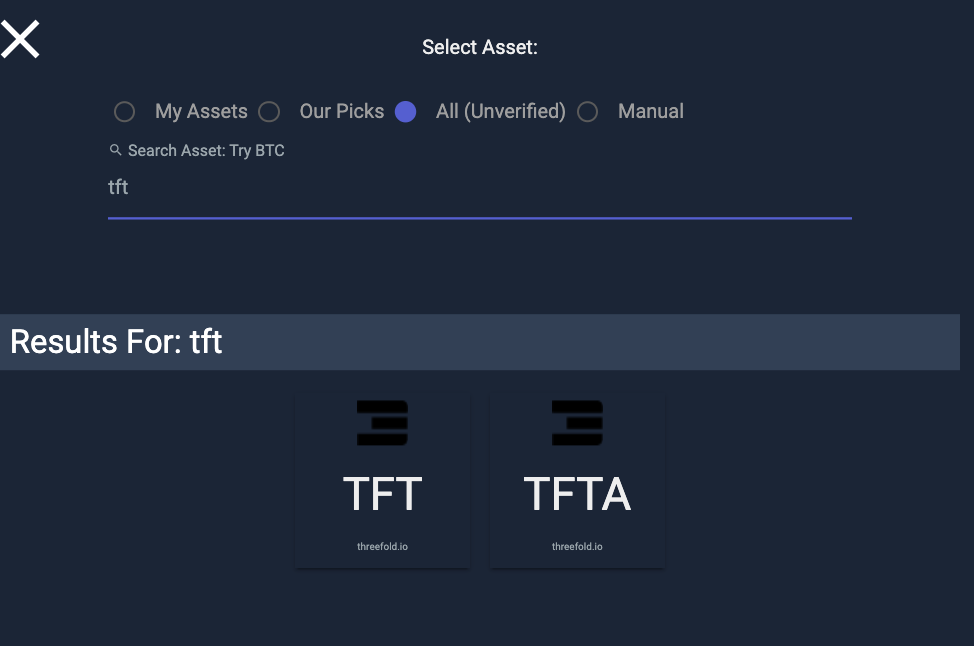 Select Asset:
My Assets Our Picks All (Unverified) Manual
Search Asset: Try BTC
tft
Results For: tft
TFT TFTA
threefold.io threefold.io